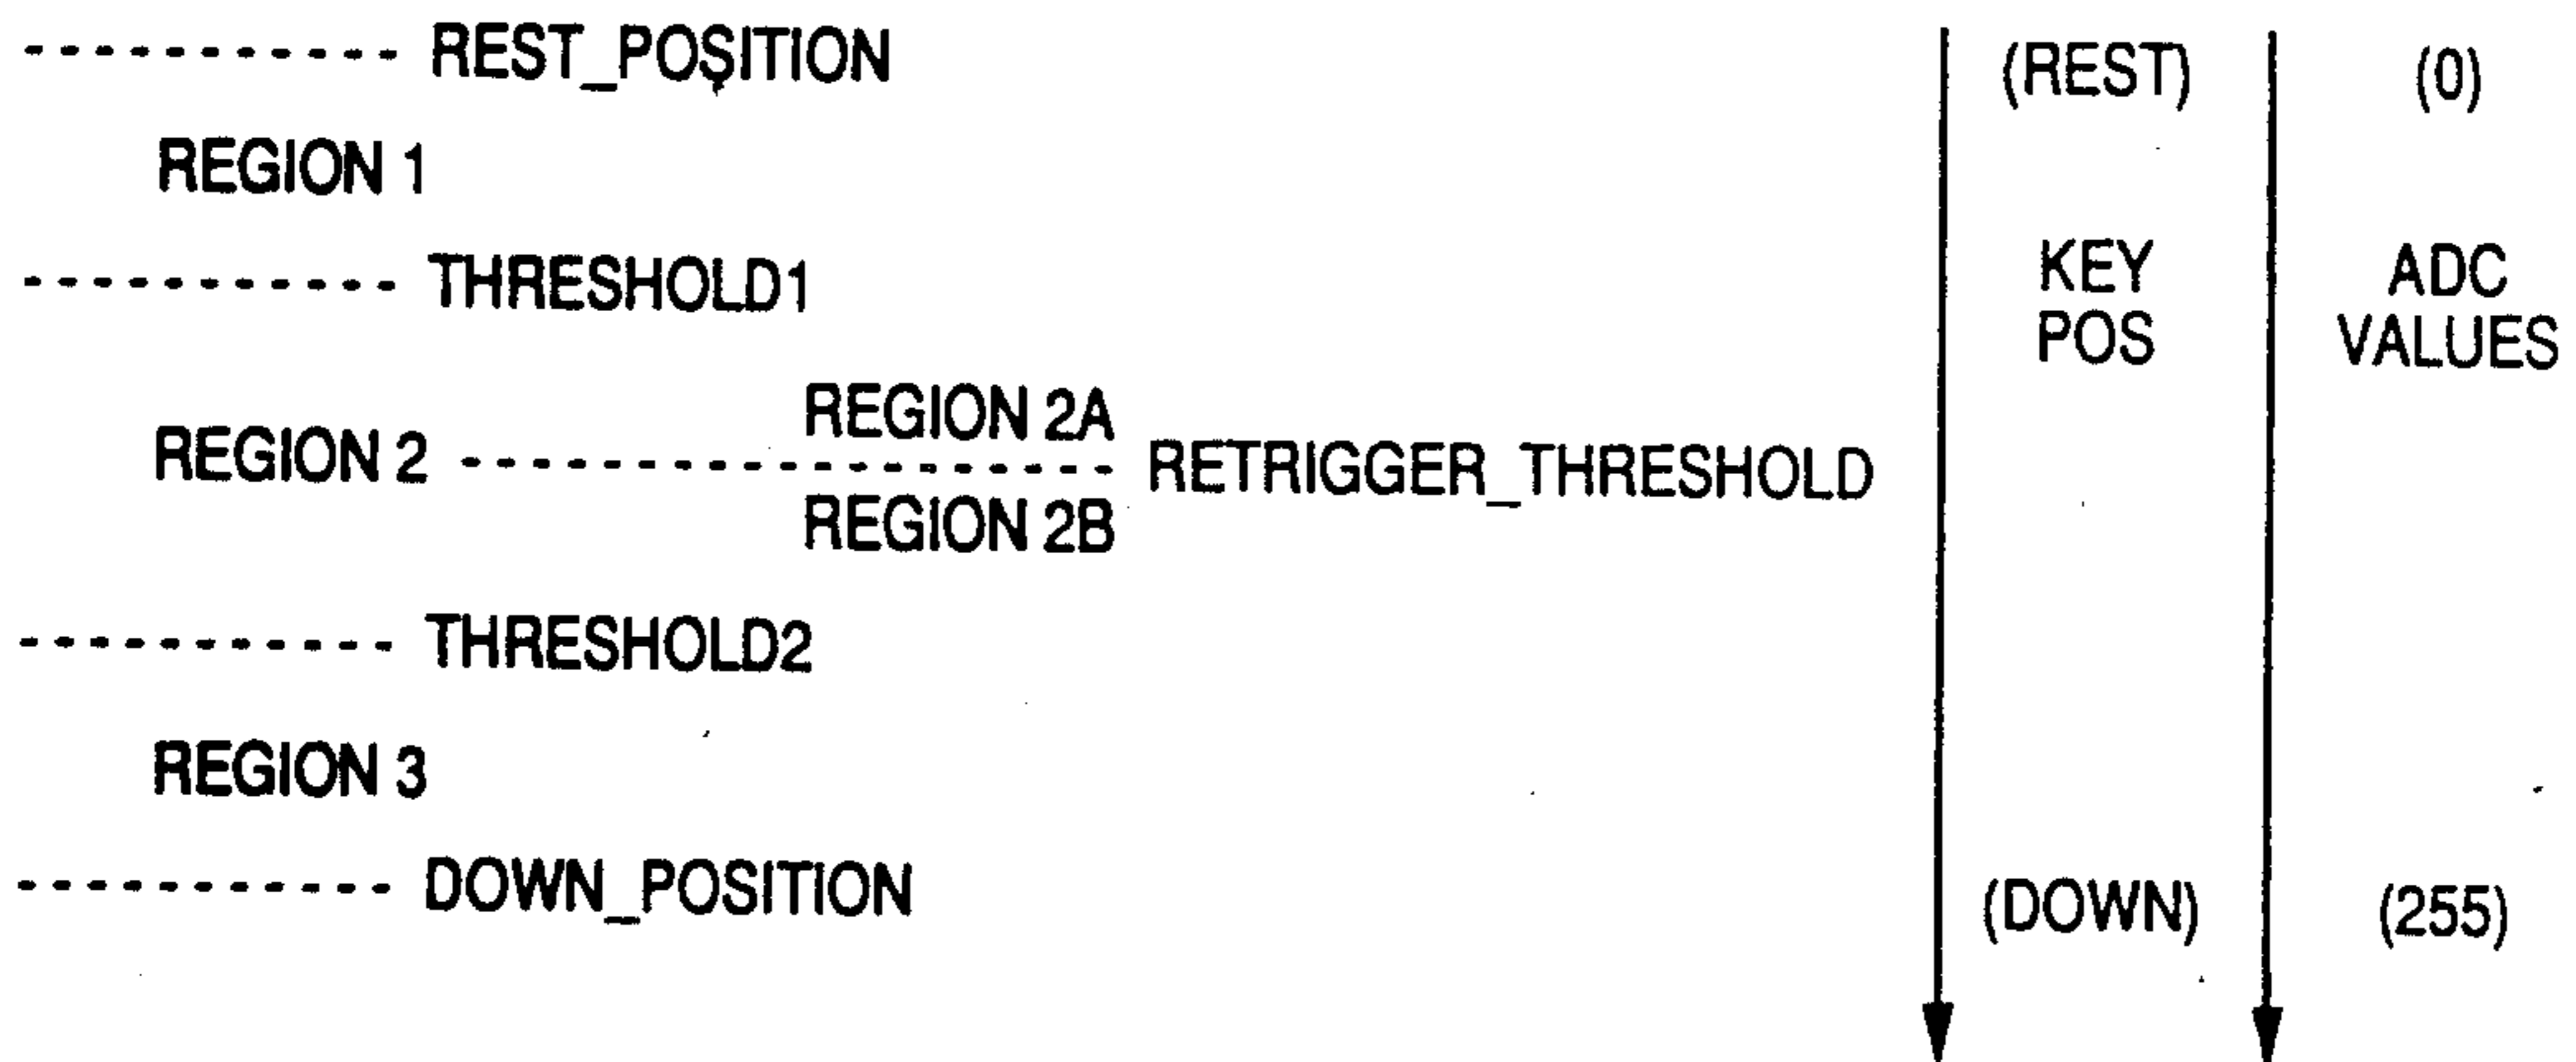 REST_POSITION
(REST)
(0)
REGION 1
THRESHOLD1
KEY
POS
ADC
VALUES
REGION 2A
REGION 2
RETRIGGER_THRESHOLD
REGION 2B
THRESHOLD2
REGION 3
DOWN_POSITION
(DOWN)
(255)